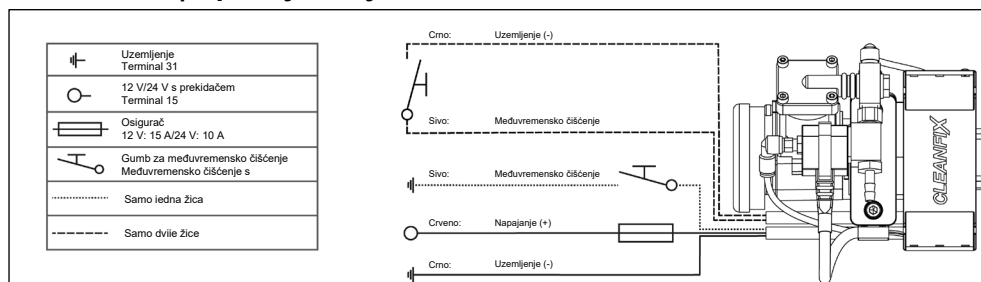 Uzemljenje
Terminal 31
12 V/24 V s prekidačem
Terminal 15
Osigurač
12 V: 15 A/24 V: 10 A
Gumb za međuvremensko čišćenje
Međuvremensko čišćenje s
Samo iedna žica
Samo dviie žice
Crno: Uzemljenje (-)
Sivo: Međuvremensko čišćenje
Sivo: Međuvremensko čišćenje
Crveno: Napajanje (+)
Crno: Uzemljenje (-)
CLEANFIX